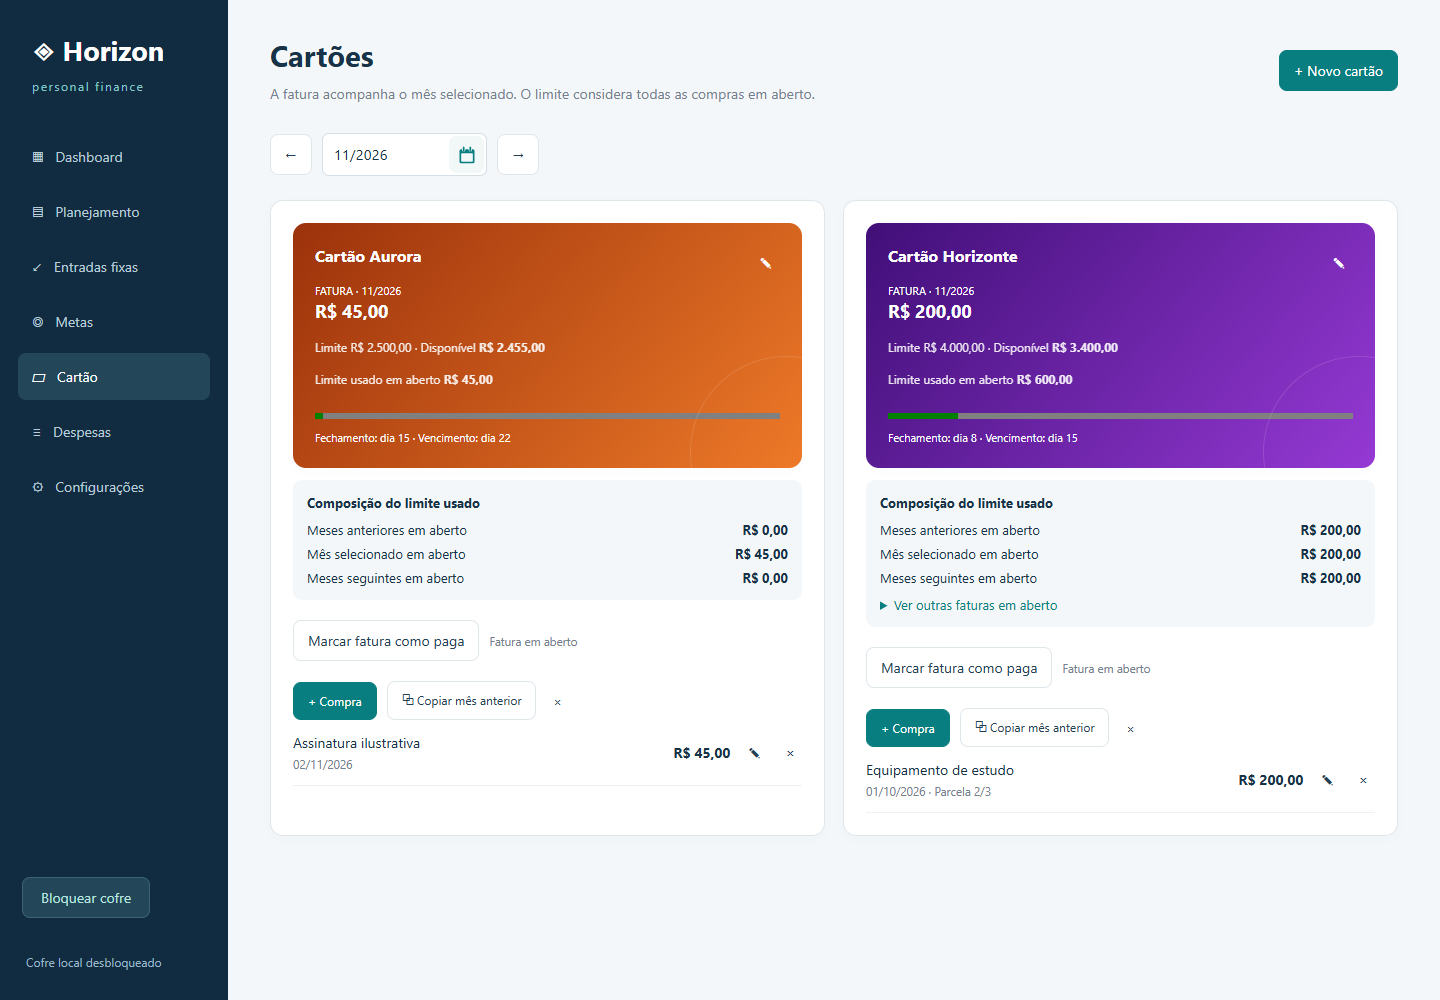 Horizon
personal finance
Dashboard
Planejamento
Entradas fixas
Metas
Cartão
Despesas
Configurações
Bloquear cofre
Cofre local desbloqueado
Cartões
A fatura acompanha o mês selecionado. O limite considera todas as compras em aberto.
+ Novo cartão
←
11/2026
→
Cartão Aurora
FATURA · 11/2026
R$ 45,00
Limite R$ 2.500,00 · Disponível R$ 2.455,00
Limite usado em aberto R$ 45,00
Fechamento: dia 15 · Vencimento: dia 22
Composição do limite usado
Meses anteriores em aberto R$ 0,00
Mês selecionado em aberto R$ 45,00
Meses seguintes em aberto R$ 0,00
Marcar fatura como paga Fatura em aberto
+ Compra Copiar mês anterior ×
Assinatura ilustrativa
02/11/2026
R$ 45,00 ×
Cartão Horizonte
FATURA · 11/2026
R$ 200,00
Limite R$ 4.000,00 · Disponível R$ 3.400,00
Limite usado em aberto R$ 600,00
Fechamento: dia 8 · Vencimento: dia 15
Composição do limite usado
Meses anteriores em aberto R$ 200,00
Mês selecionado em aberto R$ 200,00
Meses seguintes em aberto R$ 200,00
▶ Ver outras faturas em aberto
Marcar fatura como paga Fatura em aberto
+ Compra Copiar mês anterior ×
Equipamento de estudo
01/10/2026 · Parcela 2/3
R$ 200,00 ×